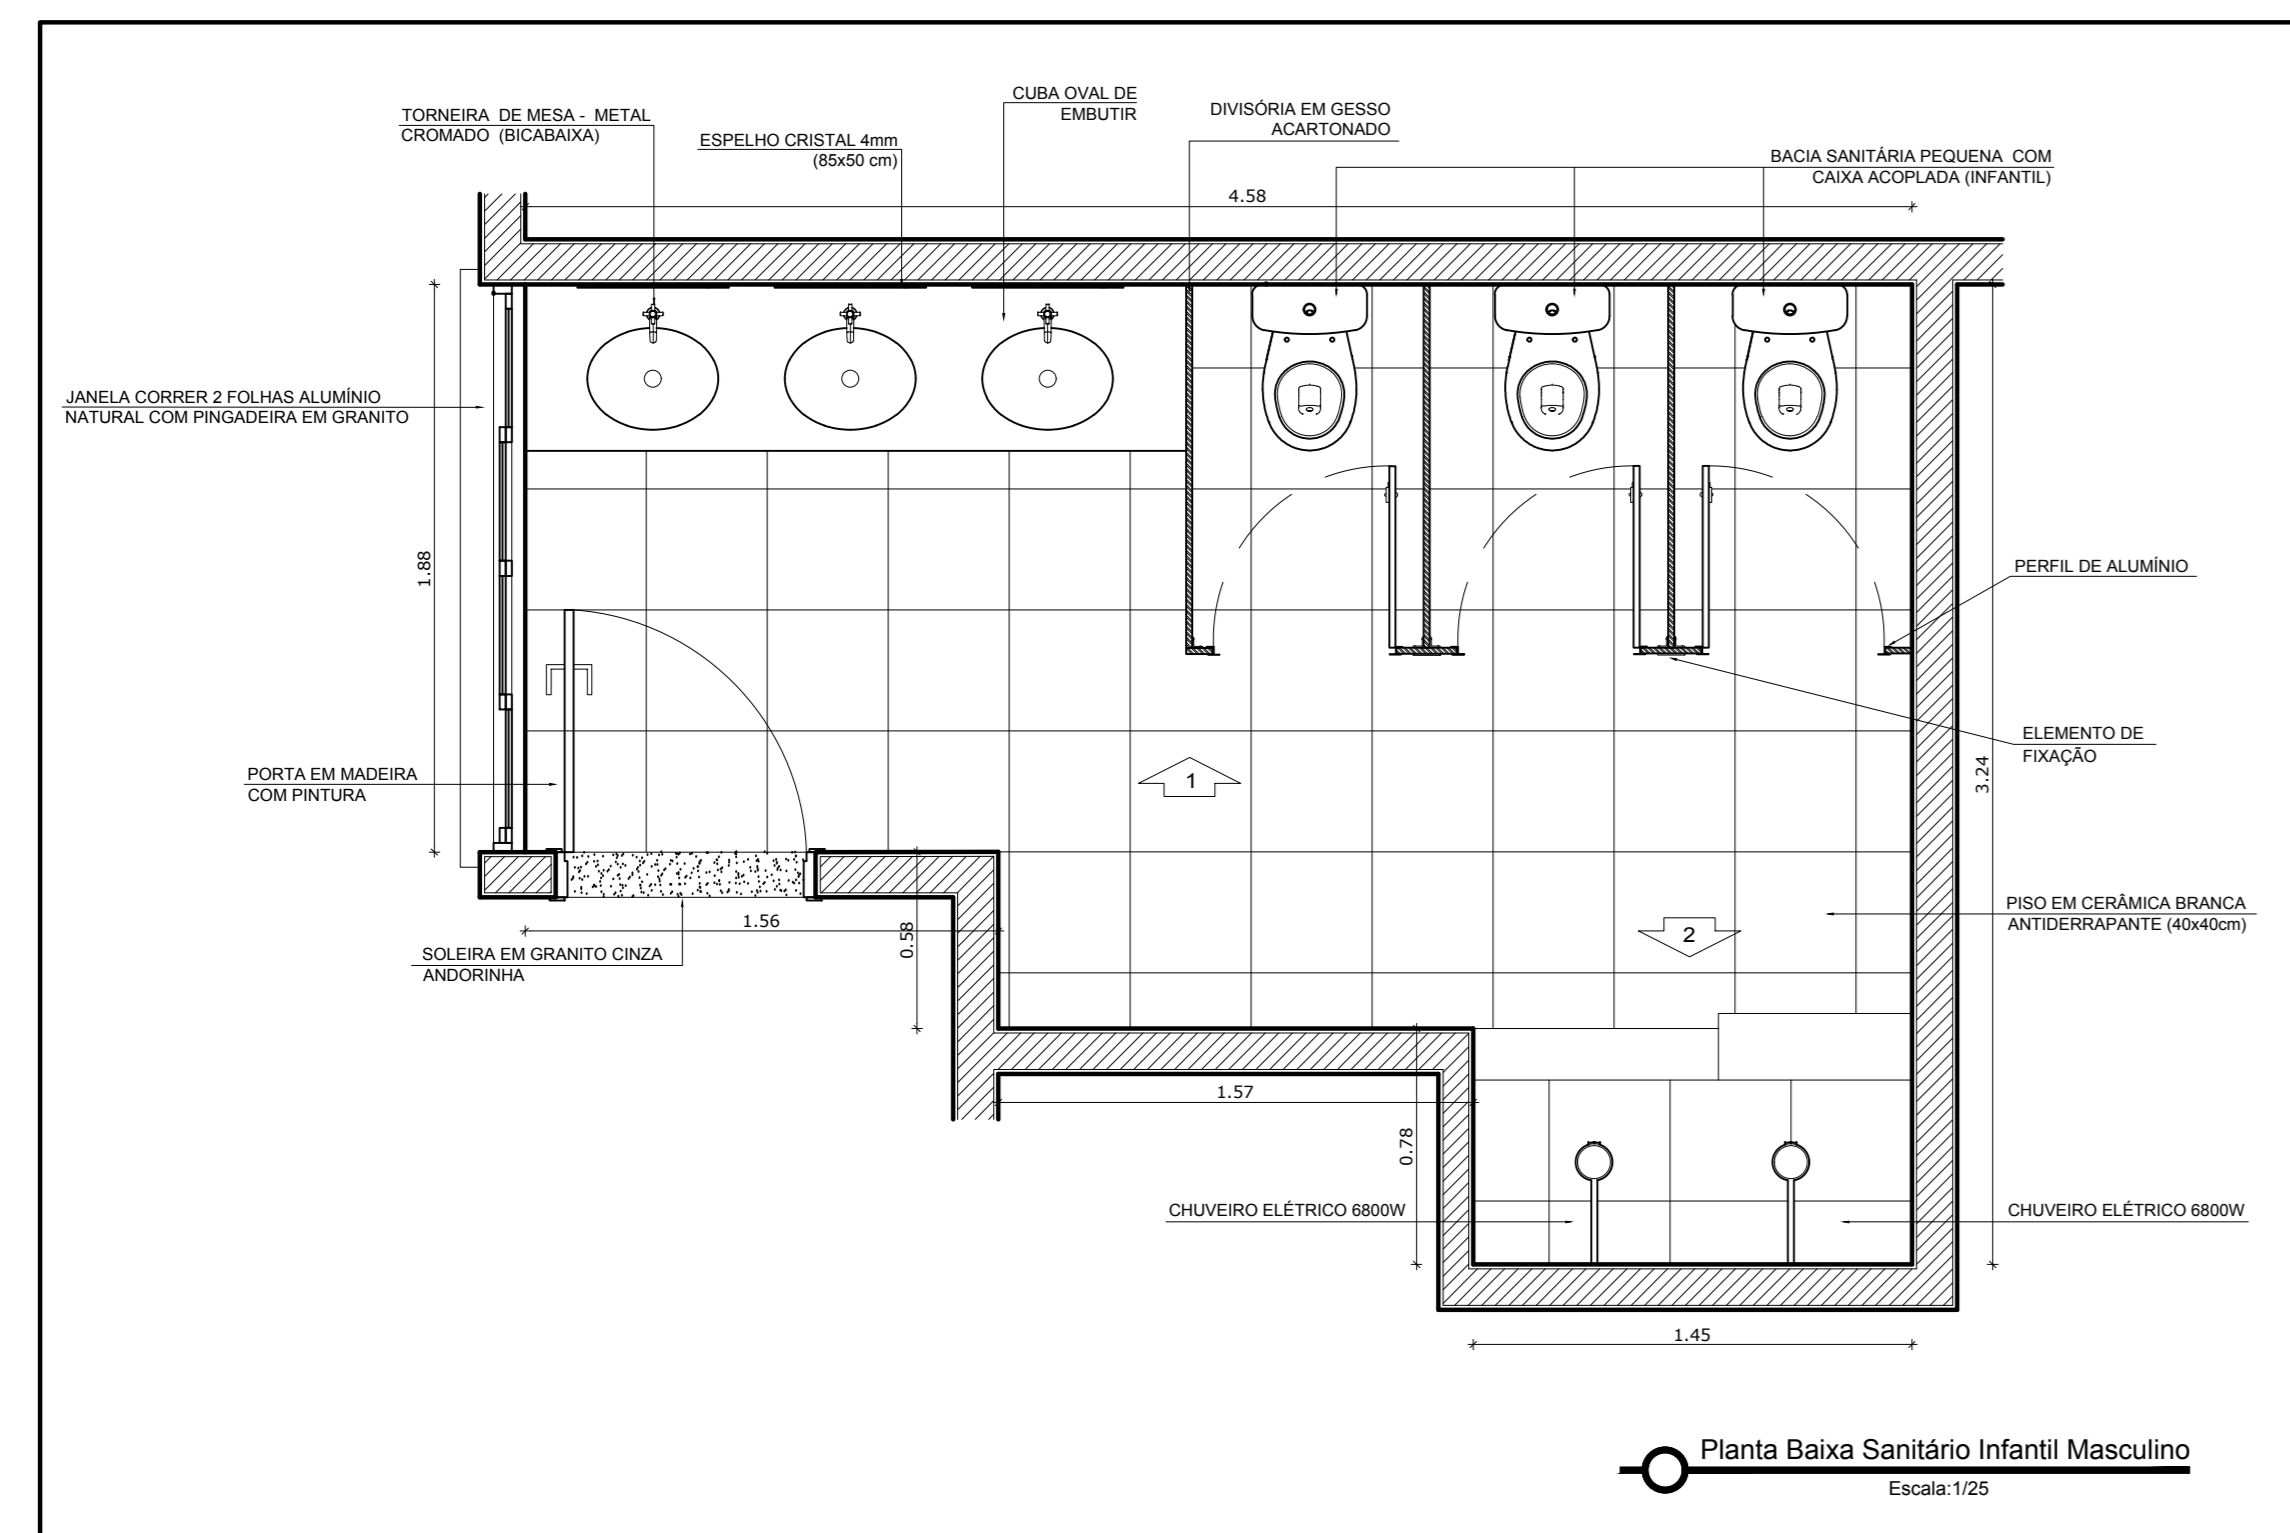 CUBA OVAL DE
EMBUTIR
TORNEIRA  DE MESA -  METAL
CROMADO  (BICABAIXA)
DIVISÓRIA EM GESSO
ACARTONADO
ESPELHO CRISTAL 4mm
(85x50 cm)
BACIA SANITÁRIA PEQUENA  COM
CAIXA ACOPLADA (INFANTIL)
4.58
JANELA CORRER 2 FOLHAS ALUMÍNIO
NATURAL COM PINGADEIRA EM GRANITO
1.88
PERFIL DE ALUMÍNIO
ELEMENTO DE
FIXAÇÃO
3.24
PORTA EM MADEIRA
COM PINTURA
1
PISO EM CERÂMICA BRANCA
ANTIDERRAPANTE (40x40cm)
1.56
0.58
2
SOLEIRA EM GRANITO CINZA
ANDORINHA
1.57
0.78
CHUVEIRO ELÉTRICO 6800W
CHUVEIRO ELÉTRICO 6800W
1.45
Planta Baixa Sanitário Infantil Masculino
Escala:1/25